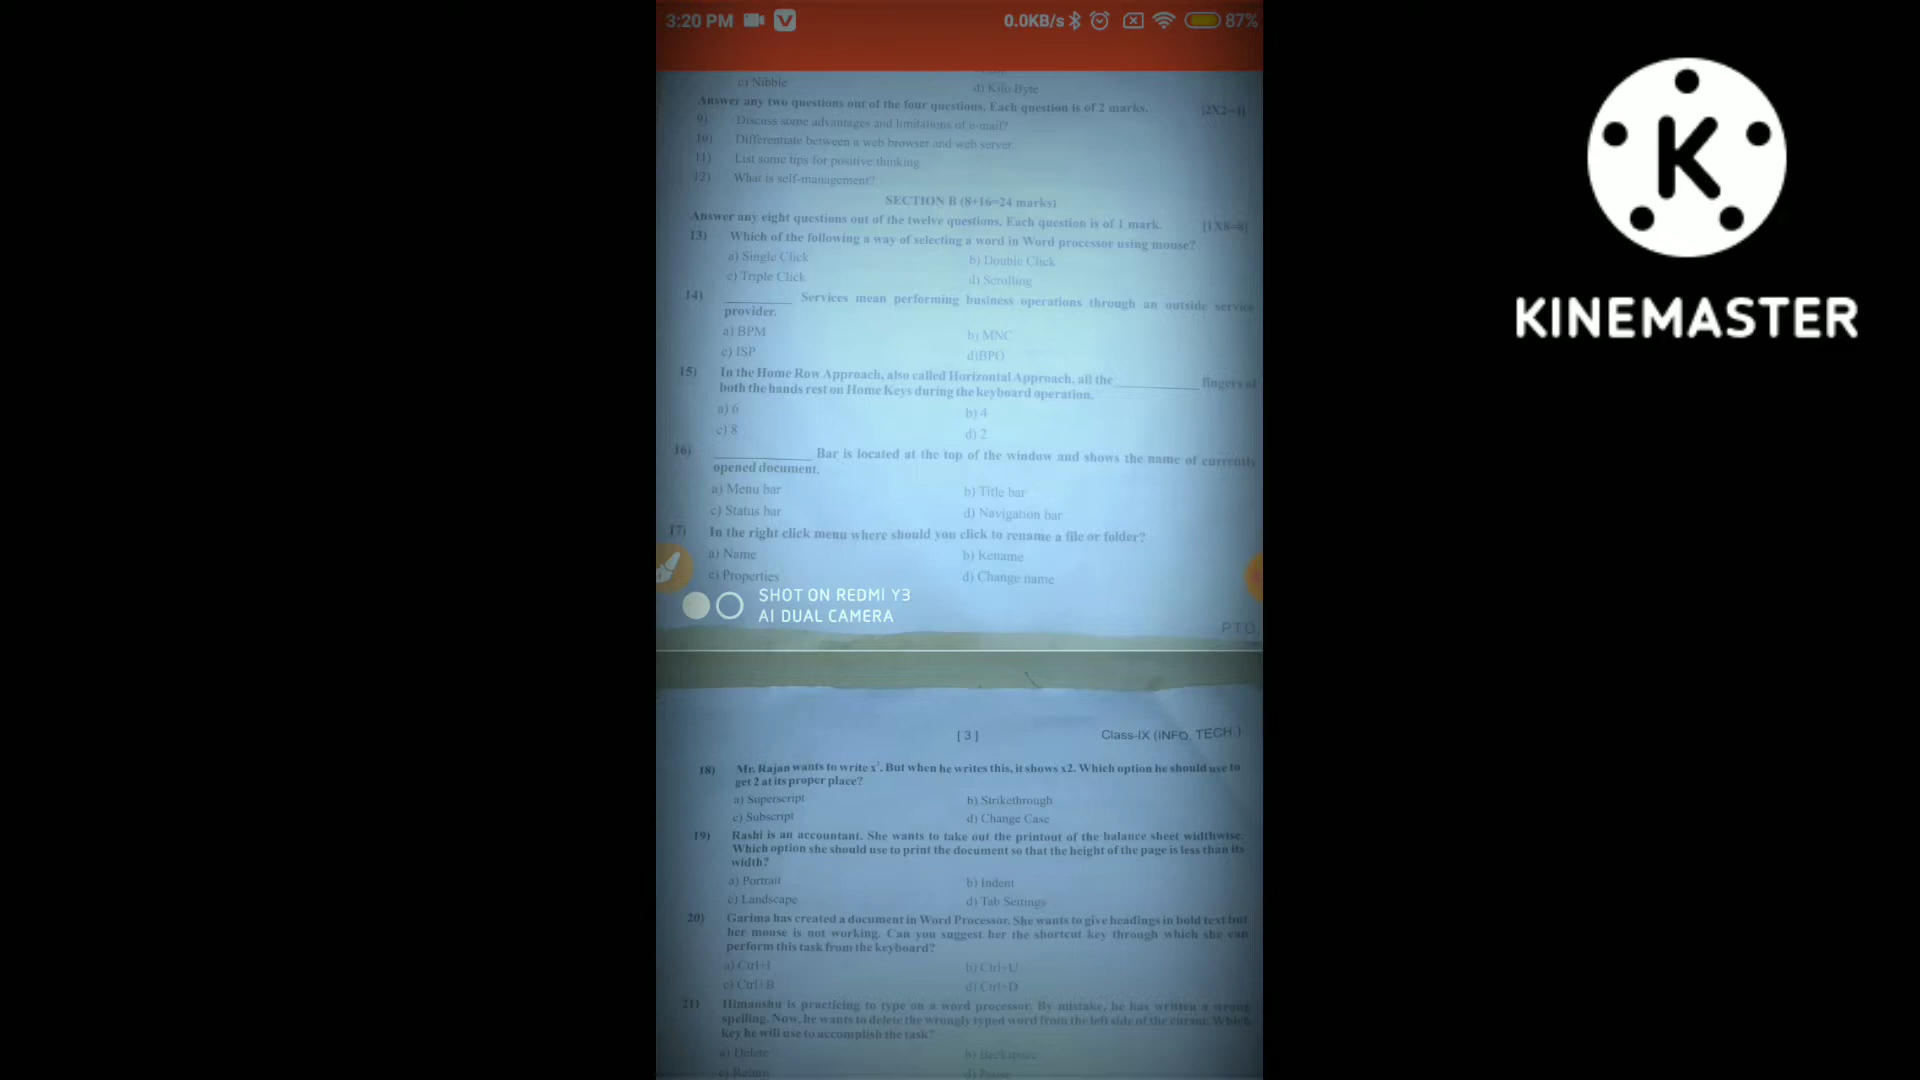 3:20 PM 0.0KB/s 87%
KINEMASTER
c) Nibble d) Kilo Byte
Answer any two questions out of the four questions. Each question is of 2 marks. [2X2=4]
9) Discuss some advantages and limitations of e-mail?
10) Differentiate between a web browser and web server.
11) List some tips for positive thinking
12) What is self-management?
SECTION B (8+16=24 marks)
Answer any eight questions out of the twelve questions. Each question is of 1 mark. [1X8=8]
13) Which of the following a way of selecting a word in Word processor using mouse?
a) Single Click b) Double Click
c) Triple Click d) Scrolling
14) ________ Services mean performing business operations through an outside service
provider.
a) BPM b) MNC
c) ISP d)BPO
15) In the Home Row Approach, also called Horizontal Approach, all the ________ fingers of
both the hands rest on Home Keys during the keyboard operation.
a) 6 b) 4
c) 8 d) 2
16) ________ Bar is located at the top of the window and shows the name of currently
opened document.
a) Menu bar b) Title bar
c) Status bar d) Navigation bar
17) In the right click menu where should you click to rename a file or folder?
a) Name b) Rename
c) Properties d) Change name
SHOT ON REDMI Y3
AI DUAL CAMERA
PTO.
[ 3 ] Class-IX (INFO. TECH.)
18) Mr. Rajan wants to write x². But when he writes this, it shows x2. Which option he should use to
get 2 at its proper place?
a) Superscript b) Strikethrough
c) Subscript d) Change Case
19) Rashi is an accountant. She wants to take out the printout of the balance sheet widthwise.
Which option she should use to print the document so that the height of the page is less than its
width?
a) Portrait b) Indent
c) Landscape d) Tab Settings
20) Garima has created a document in Word Processor. She wants to give headings in bold text but
her mouse is not working. Can you suggest her the shortcut key through which she can
perform this task from the keyboard?
a) Ctrl+I b) Ctrl+U
c) Ctrl+B d) Ctrl+D
21) Himanshu is practicing to type on a word processor. By mistake, he has written a wrong
spelling. Now, he wants to delete the wrongly typed word from the left side of the cursor. Which
key he will use to accomplish the task?
a) Delete b) Backspace
c) Return d) Pause